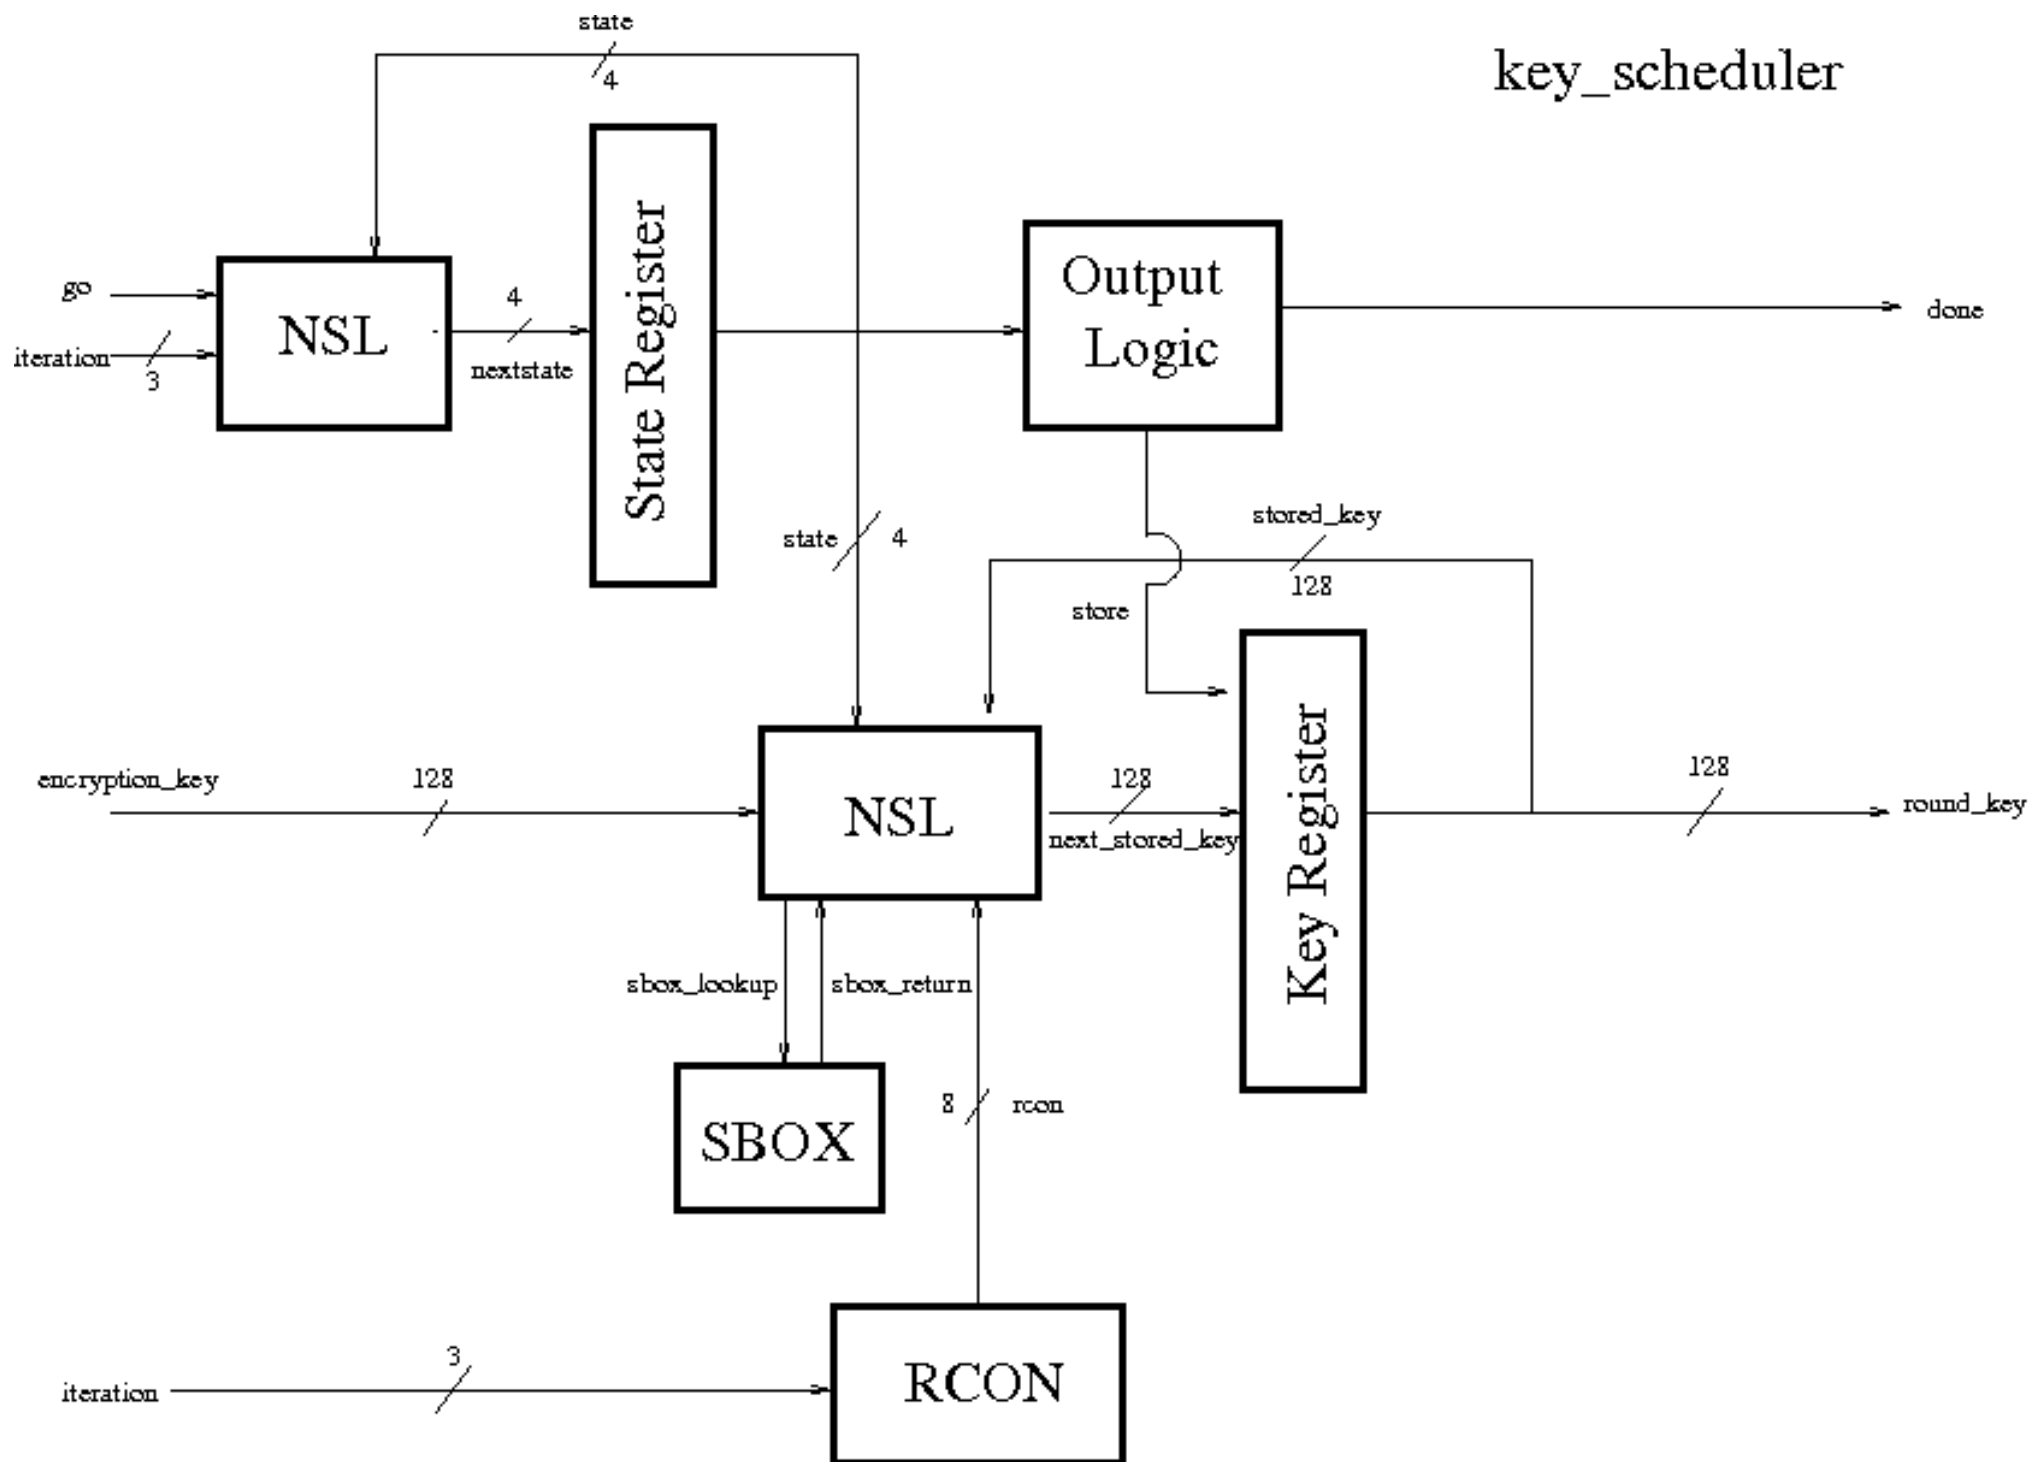 state
4
key_scheduler
go
NSL
4
nextstate
iteration
3
State Register
Output
Logic
done
state
4
stored_key
128
store
encryption_key
128
NSL
128
next_stored_key
Key Register
128
round_key
sbox_lookup
sbox_return
SBOX
8
rcon
iteration
3
RCON